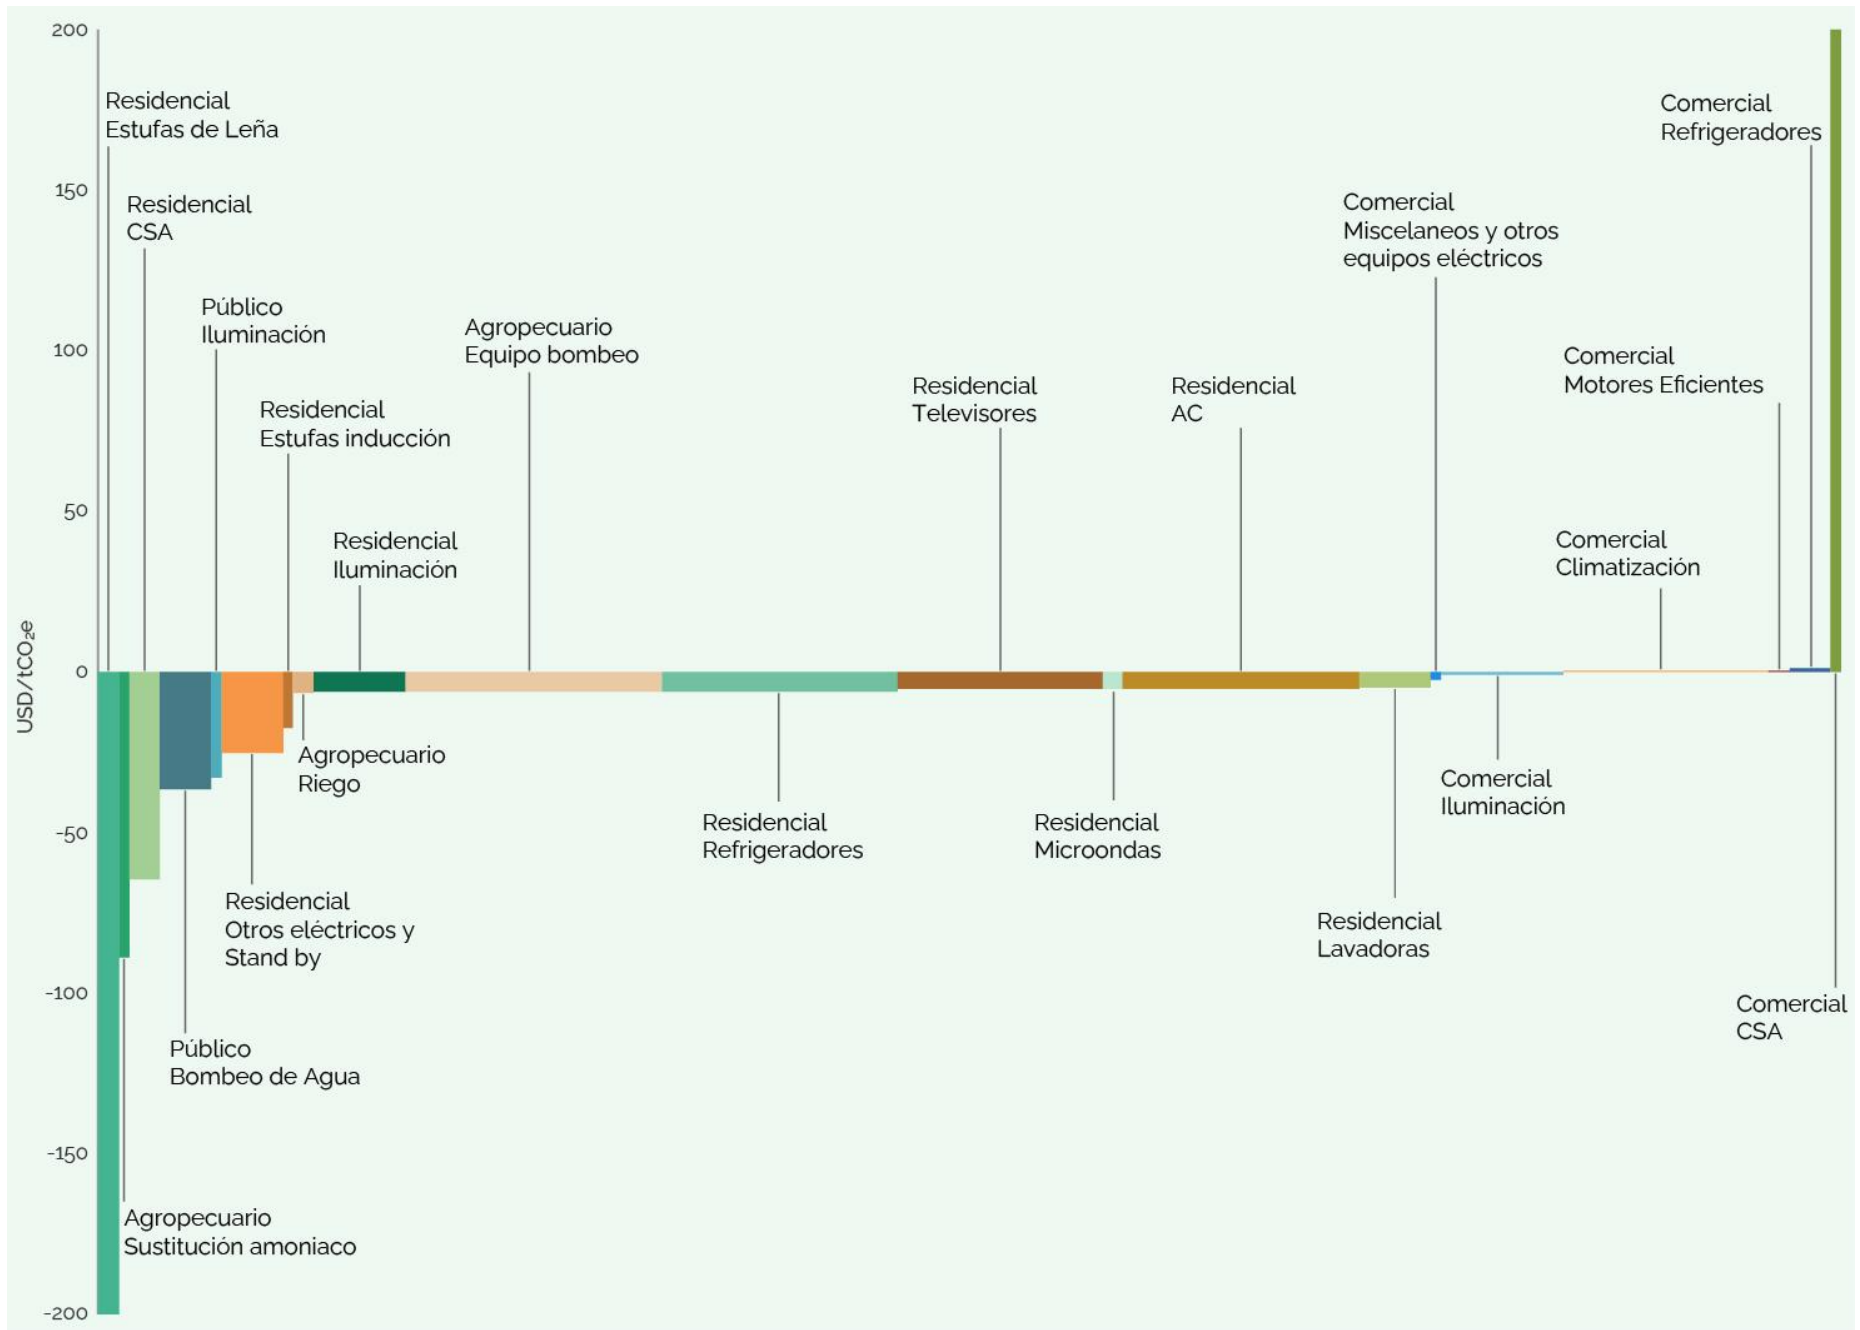 200
150
100
50
0
-50
-100
-150
-200
USD/tCO₂e
Residencial
Estufas de Leña
Residencial
CSA
Público
Iluminación
Residencial
Estufas inducción
Residencial
Iluminación
Agropecuario
Equipo bombeo
Residencial
Televisores
Residencial
AC
Comercial
Miscelaneos y otros
equipos eléctricos
Comercial
Refrigeradores
Comercial
Motores Eficientes
Comercial
Climatización
Agropecuario
Riego
Residencial
Otros eléctricos y
Stand by
Público
Bombeo de Agua
Agropecuario
Sustitución amoniaco
Residencial
Refrigeradores
Residencial
Microondas
Residencial
Lavadoras
Comercial
Iluminación
Comercial
CSA